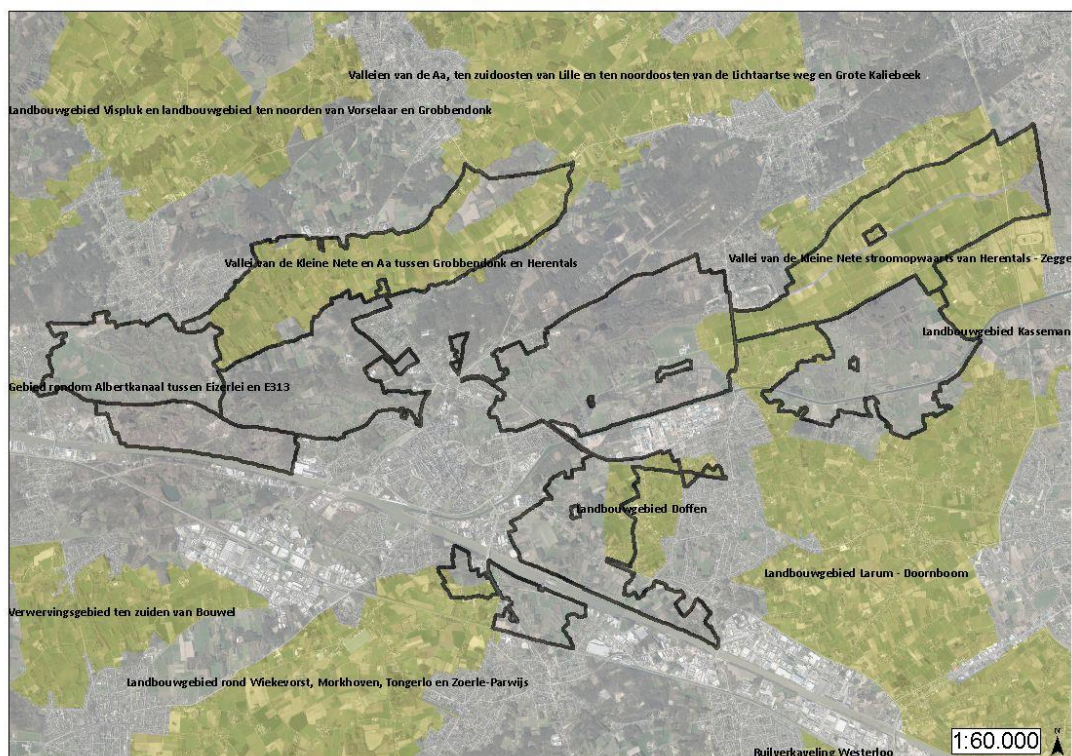 Valleien van de Aa, ten zuidoosten van Lille en ten noordoosten van de Lichtaartse weg en Grote Kaliebeek
Landbouwgebied Vispluk en landbouwgebied ten noorden van Vorselaar en Grobbendonk
Vallei van de Kleine Nete stroomopwaarts van Herentals - Zegge
Vallei van de Kleine Nete en Aa tussen Grobbendonk en Herentals
Landbouwgebied Kasseman
Gebied rondom Albertkanaal tussen Eizerlei en E313
Landbouwgebied Doffen
Landbouwgebied Larum - Doornboom
Verwervingsgebied ten zuiden van Bouwel
Landbouwgebied rond Wiekevorst, Morkhoven, Tongerlo en Zoerle-Parwijs
1:60.000
N
Ruilverkaveling Westerloo